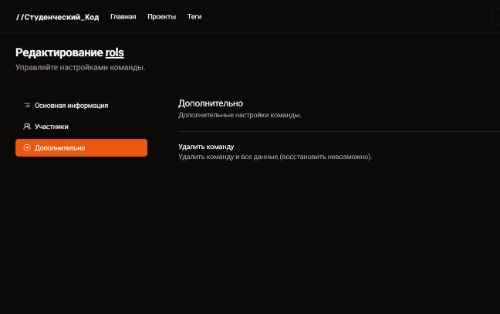 //Студенческий_Код
Главная
Проекты
Теги
Редактирование rols
Управляйте настройками команды.
Основная информация
Участники
Дополнительно
Дополнительно
Дополнительные настройки команды.
Удалить команду
Удалить команду и все данные (восстановить невозможно).